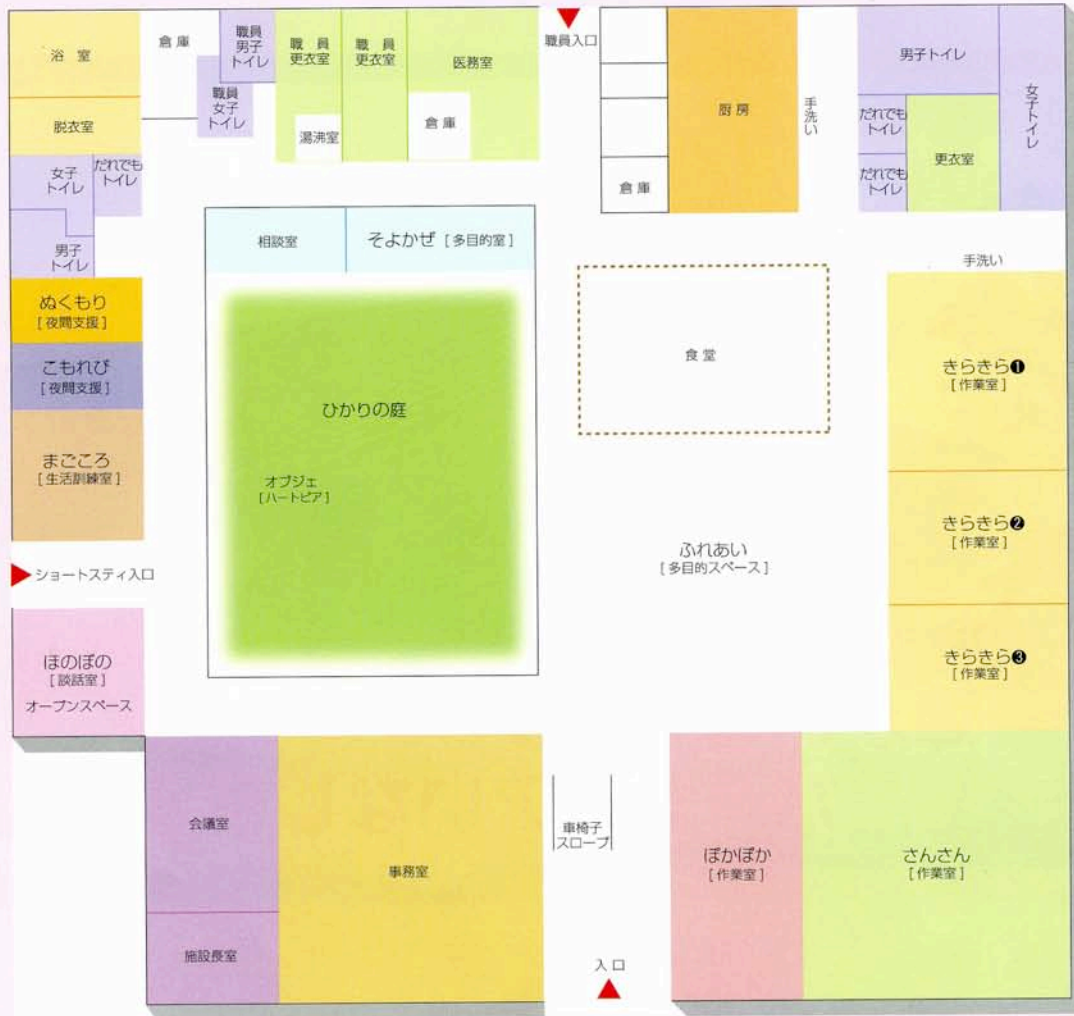 浴室
倉庫
職員
男子
トイレ
職員
更衣室
職員
更衣室
医務室
職員入口
厨房
手洗い
男子トイレ
女子トイレ
脱衣室
職員
女子
トイレ
湯沸室
倉庫
だれでも
トイレ
更衣室
女子
トイレ
だれでも
トイレ
倉庫
だれでも
トイレ
男子
トイレ
相談室
そよかぜ [多目的室]
手洗い
ぬくもり
[夜間支援]
こもれび
[夜間支援]
食堂
きらきら❶
[作業室]
ひかりの庭
まごころ
[生活訓練室]
オブジェ
[ハートピア]
きらきら❷
[作業室]
ふれあい
[多目的スペース]
ショートスティ入口
ほのぼの
[談話室]
オープンスペース
きらきら❸
[作業室]
会議室
車椅子
スロープ
事務室
ぽかぽか
[作業室]
さんさん
[作業室]
施設長室
入口